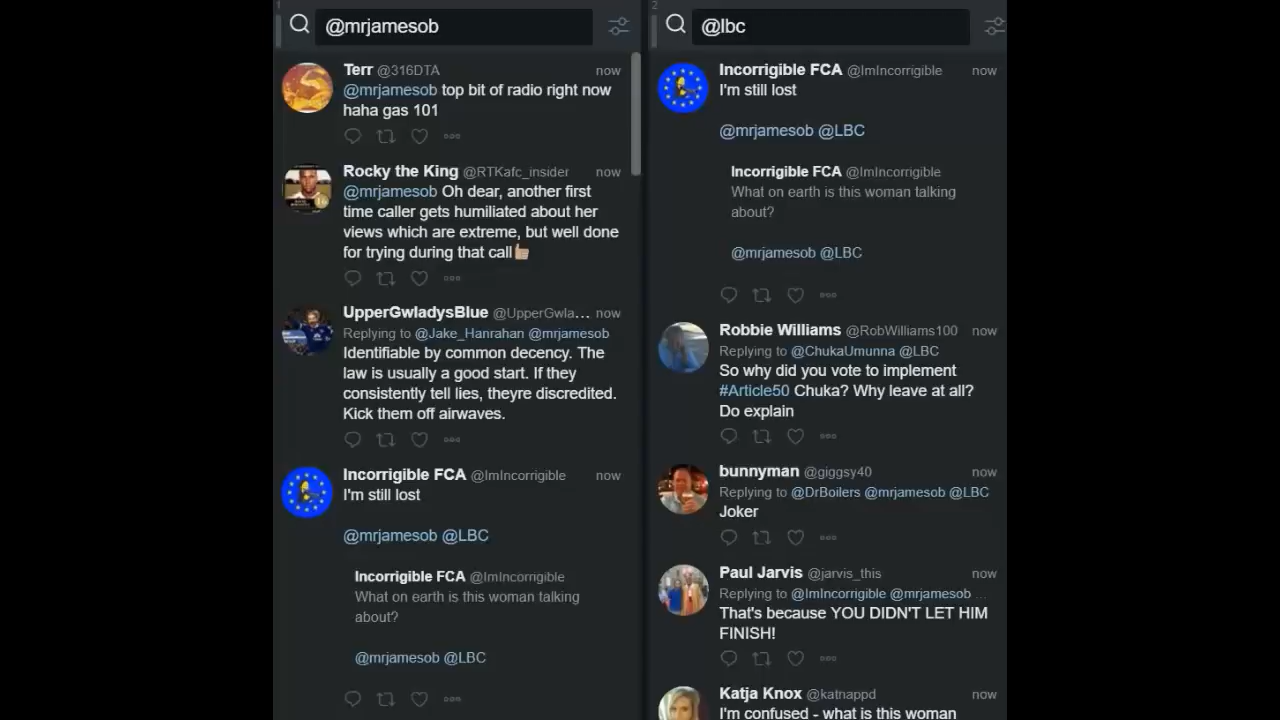 1
@mrjamesob
Terr @316DTA now
@mrjamesob top bit of radio right now
haha gas 101
Rocky the King @RTKafc_insider now
@mrjamesob Oh dear, another first
time caller gets humiliated about her
views which are extreme, but well done
for trying during that call
UpperGwladysBlue @UpperGwla... now
Replying to @Jake_Hanrahan @mrjamesob
Identifiable by common decency. The
law is usually a good start. If they
consistently tell lies, theyre discredited.
Kick them off airwaves.
Incorrigible FCA @ImIncorrigible now
I'm still lost
@mrjamesob @LBC
Incorrigible FCA @ImIncorrigible
What on earth is this woman talking
about?
@mrjamesob @LBC
2
@lbc
Incorrigible FCA @ImIncorrigible now
I'm still lost
@mrjamesob @LBC
Incorrigible FCA @ImIncorrigible
What on earth is this woman talking
about?
@mrjamesob @LBC
Robbie Williams @RobWilliams100 now
Replying to @ChukaUmunna @LBC
So why did you vote to implement
#Article50 Chuka? Why leave at all?
Do explain
bunnyman @giggsy40 now
Replying to @DrBoilers @mrjamesob @LBC
Joker
Paul Jarvis @jarvis_this now
Replying to @ImIncorrigible @mrjamesob ...
That's because YOU DIDN'T LET HIM
FINISH!
Katja Knox @katnappd now
I'm confused - what is this woman